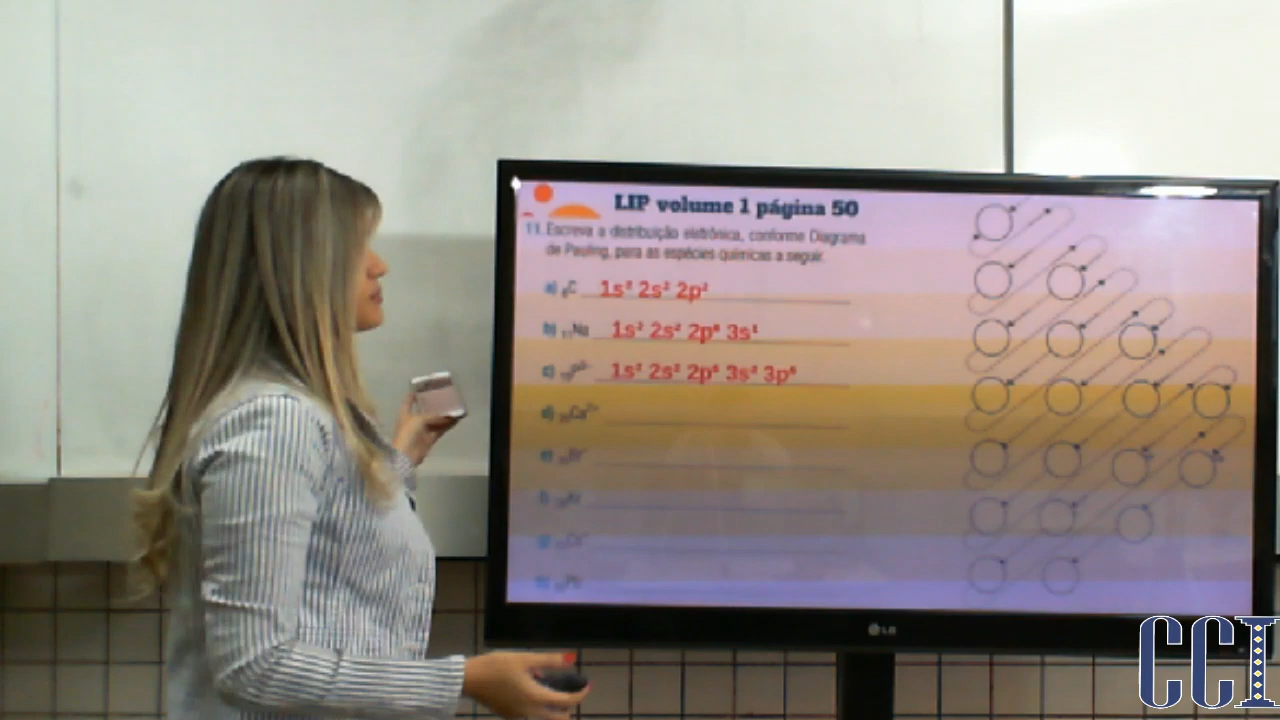 LIP volume 1 página 50
11. Escreva a distribuição eletrônica, conforme Diagrama
de Pauling, para as espécies químicas a seguir.
a) ₆C 1s² 2s² 2p²
b) ₁₁Na 1s² 2s² 2p⁶ 3s¹
c) 1s² 2s² 2p⁶ 3s² 3p⁶
d) ₂₀Ca²⁺
e)
f)
g)
h)
LG
CCI